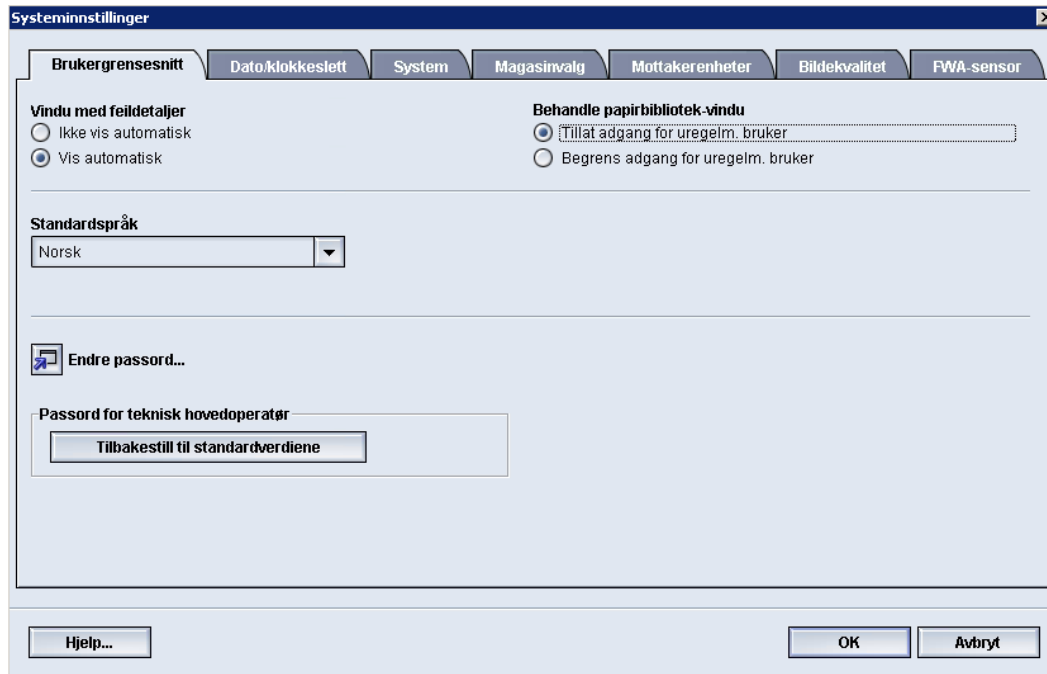 Systeminnstillinger
Brukergrensesnitt Dato/klokkeslett System Magasinvalg Mottakerenheter Bildekvalitet FWA-sensor
Vindu med feildetaljer
Ikke vis automatisk
Vis automatisk
Behandle papirbibliotek-vindu
Tillat adgang for uregelm. bruker
Begrens adgang for uregelm. bruker
Standardspråk
Norsk
Endre passord...
Passord for teknisk hovedoperatør
Tilbakestill til standardverdiene
Hjelp... OK Avbryt